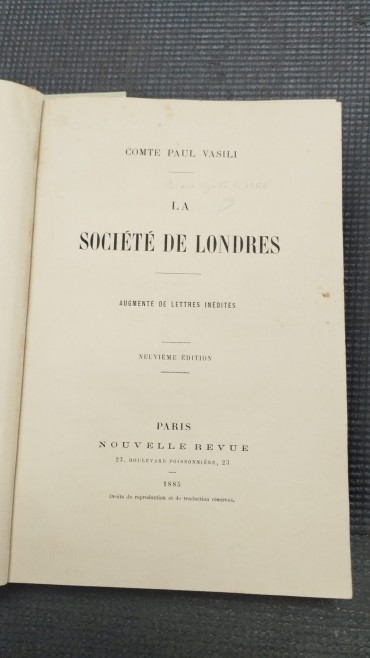 COMTE PAUL VASILI
LA
SOCIÉTÉ DE LONDRES
AUGMENTÉ DE LETTRES INÉDITES
NEUVIÈME ÉDITION
PARIS
NOUVELLE REVUE
23, BOULEVARD POISSONNIÈRE, 23
1885
Droits de reproduction et de traduction réservés.